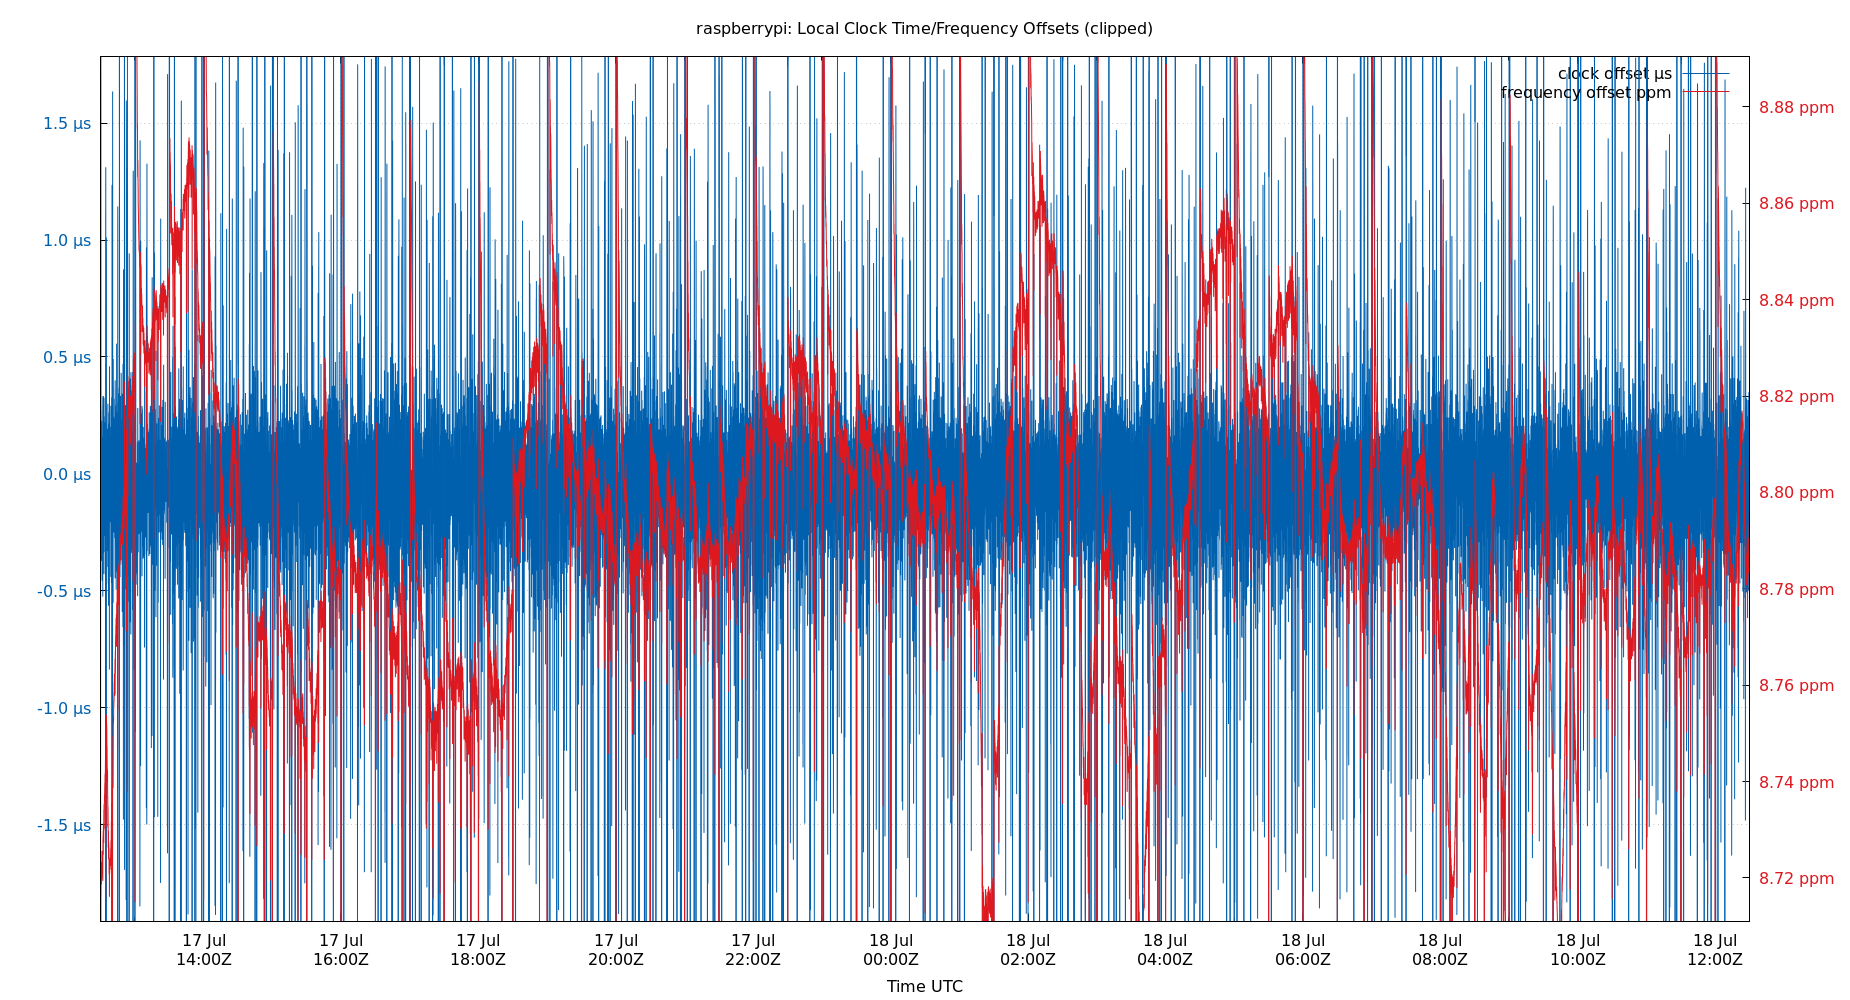 raspberrypi: Local Clock Time/Frequency Offsets (clipped)
clock offset µs
frequency offset ppm
1.5 µs
1.0 µs
0.5 µs
0.0 µs
-0.5 µs
-1.0 µs
-1.5 µs
8.88 ppm
8.86 ppm
8.84 ppm
8.82 ppm
8.80 ppm
8.78 ppm
8.76 ppm
8.74 ppm
8.72 ppm
17 Jul 17 Jul 17 Jul 17 Jul 17 Jul 18 Jul 18 Jul 18 Jul 18 Jul 18 Jul 18 Jul 18 Jul
14:00Z 16:00Z 18:00Z 20:00Z 22:00Z 00:00Z 02:00Z 04:00Z 06:00Z 08:00Z 10:00Z 12:00Z
Time UTC